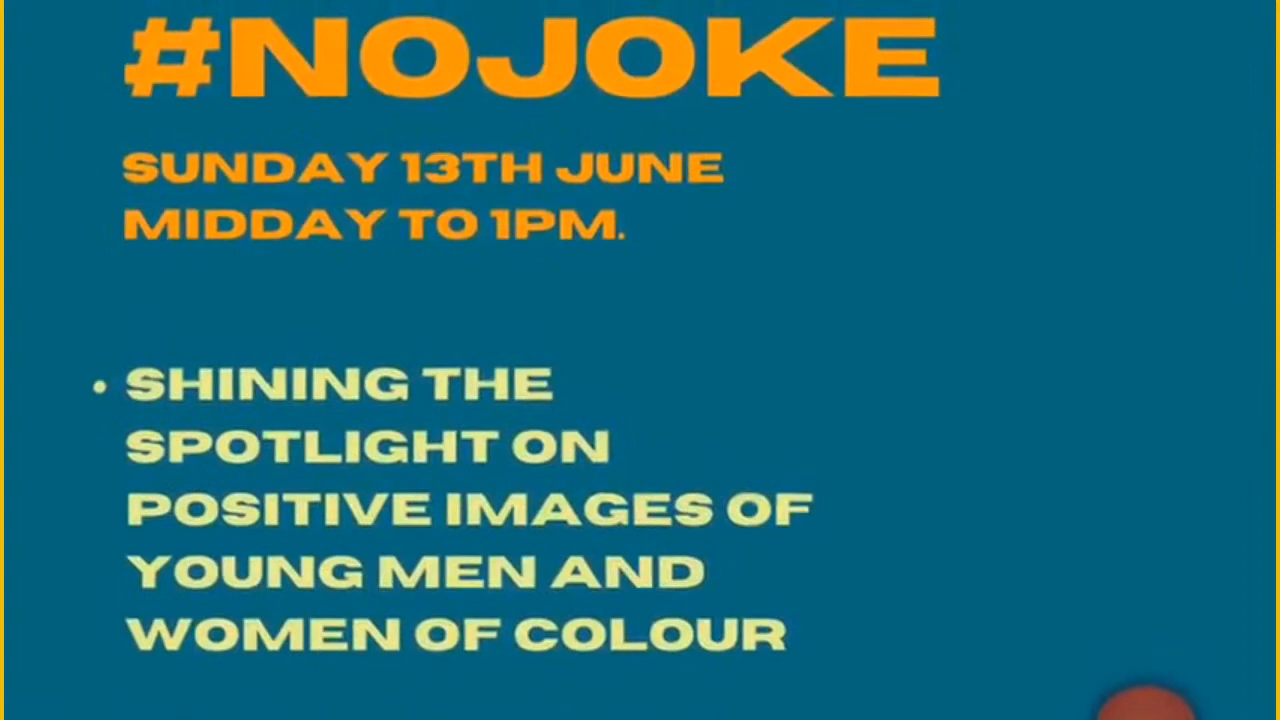 #NOJOKE
SUNDAY 13TH JUNE
MIDDAY TO 1PM.
• SHINING THE
SPOTLIGHT ON
POSITIVE IMAGES OF
YOUNG MEN AND
WOMEN OF COLOUR